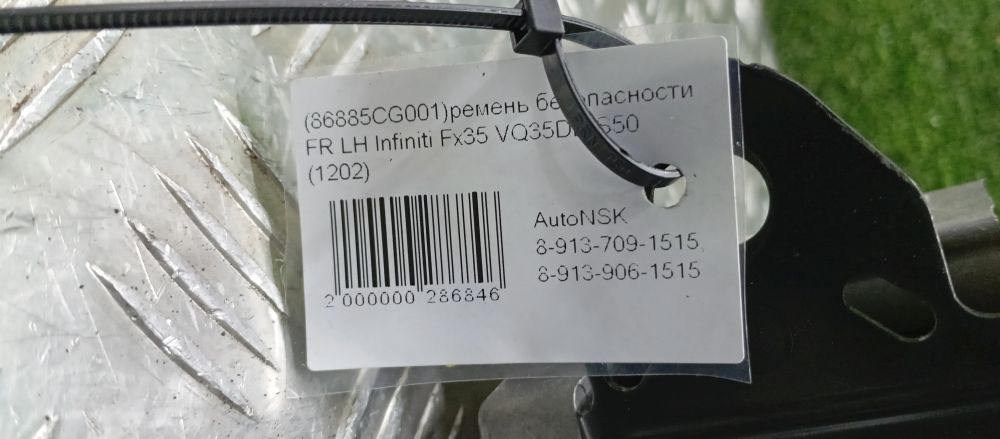 (86885CG001)ремень безопасности
FR LH Infiniti Fx35 S50
(1202)
AutoNSK
8-913-709-1515,
8-913-906-1515
2 000000 286846